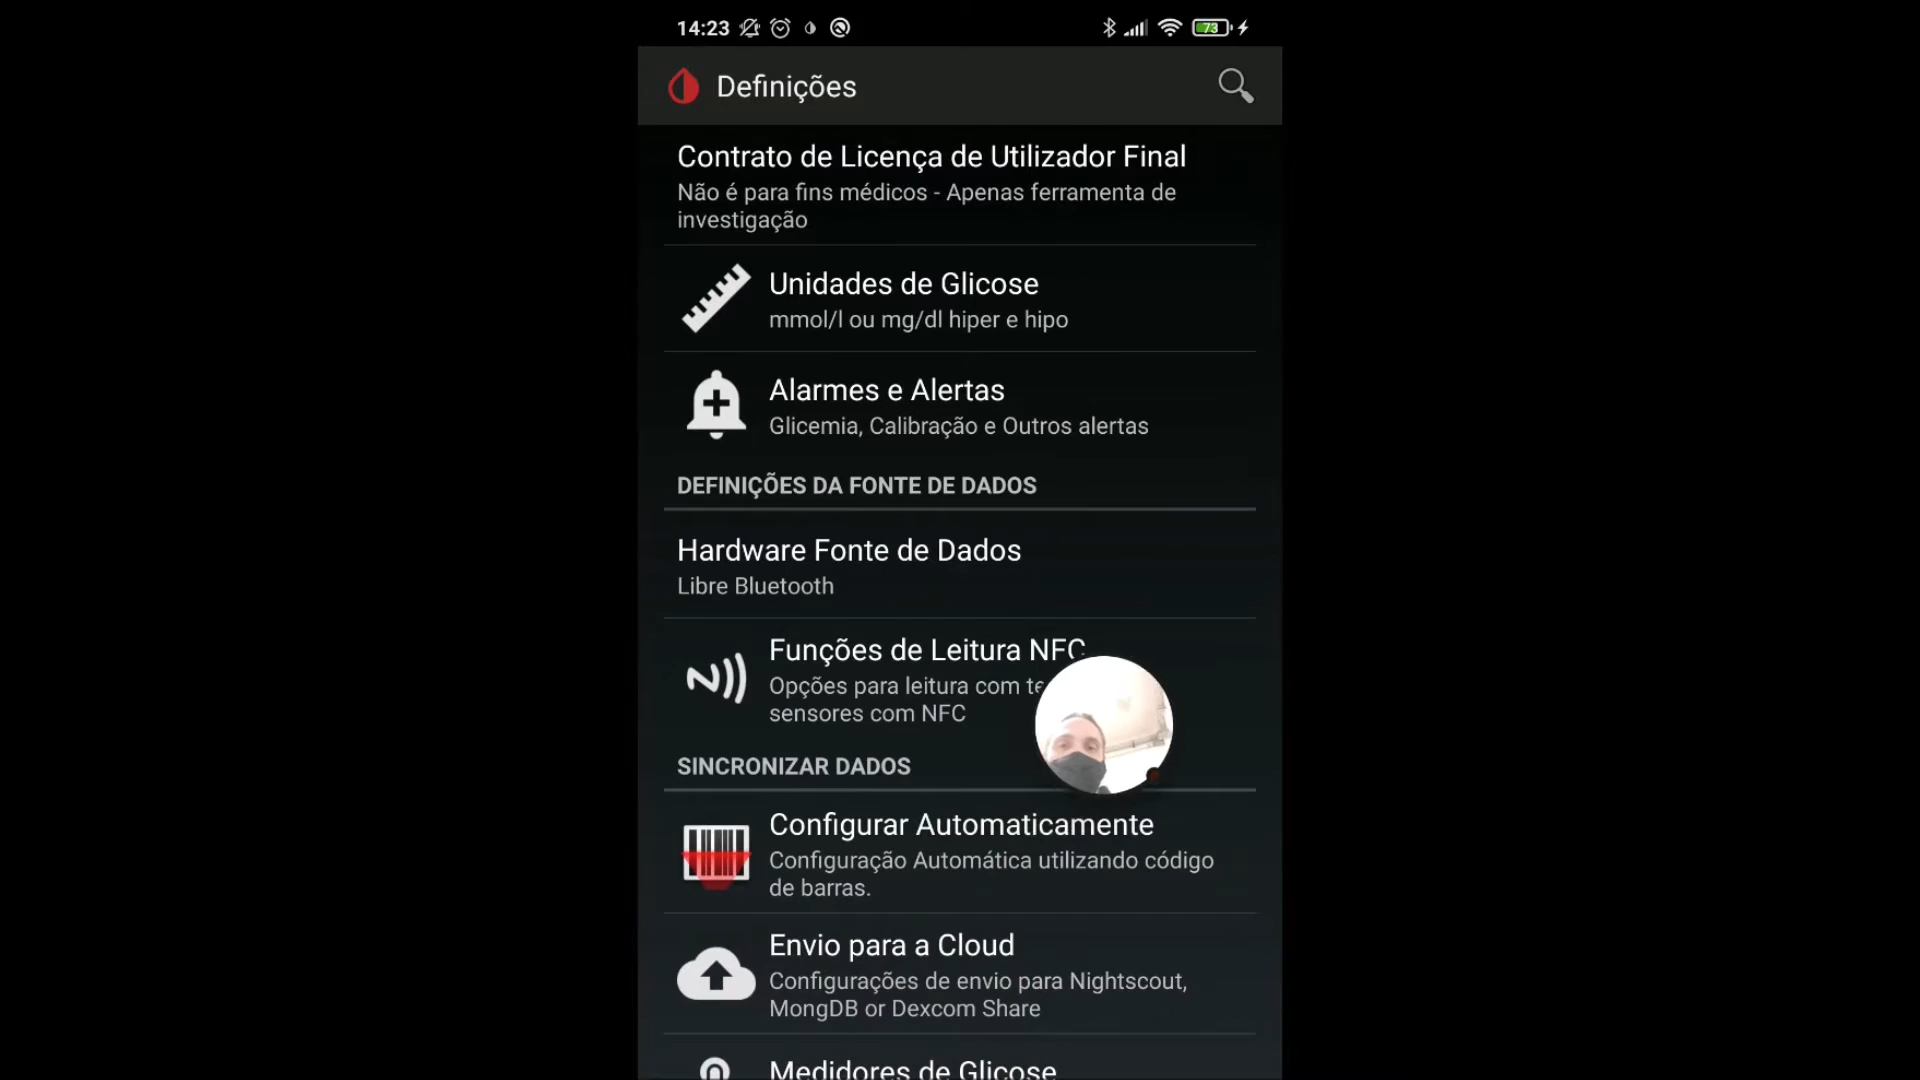 14:23
73
Definições
Contrato de Licença de Utilizador Final
Não é para fins médicos - Apenas ferramenta de
investigação
Unidades de Glicose
mmol/l ou mg/dl hiper e hipo
Alarmes e Alertas
Glicemia, Calibração e Outros alertas
DEFINIÇÕES DA FONTE DE DADOS
Hardware Fonte de Dados
Libre Bluetooth
Funções de Leitura NFC
Opções para leitura com
sensores com NFC
SINCRONIZAR DADOS
Configurar Automaticamente
Configuração Automática utilizando código
de barras.
Envio para a Cloud
Configurações de envio para Nightscout,
MongDB or Dexcom Share
Medidores de Glicose